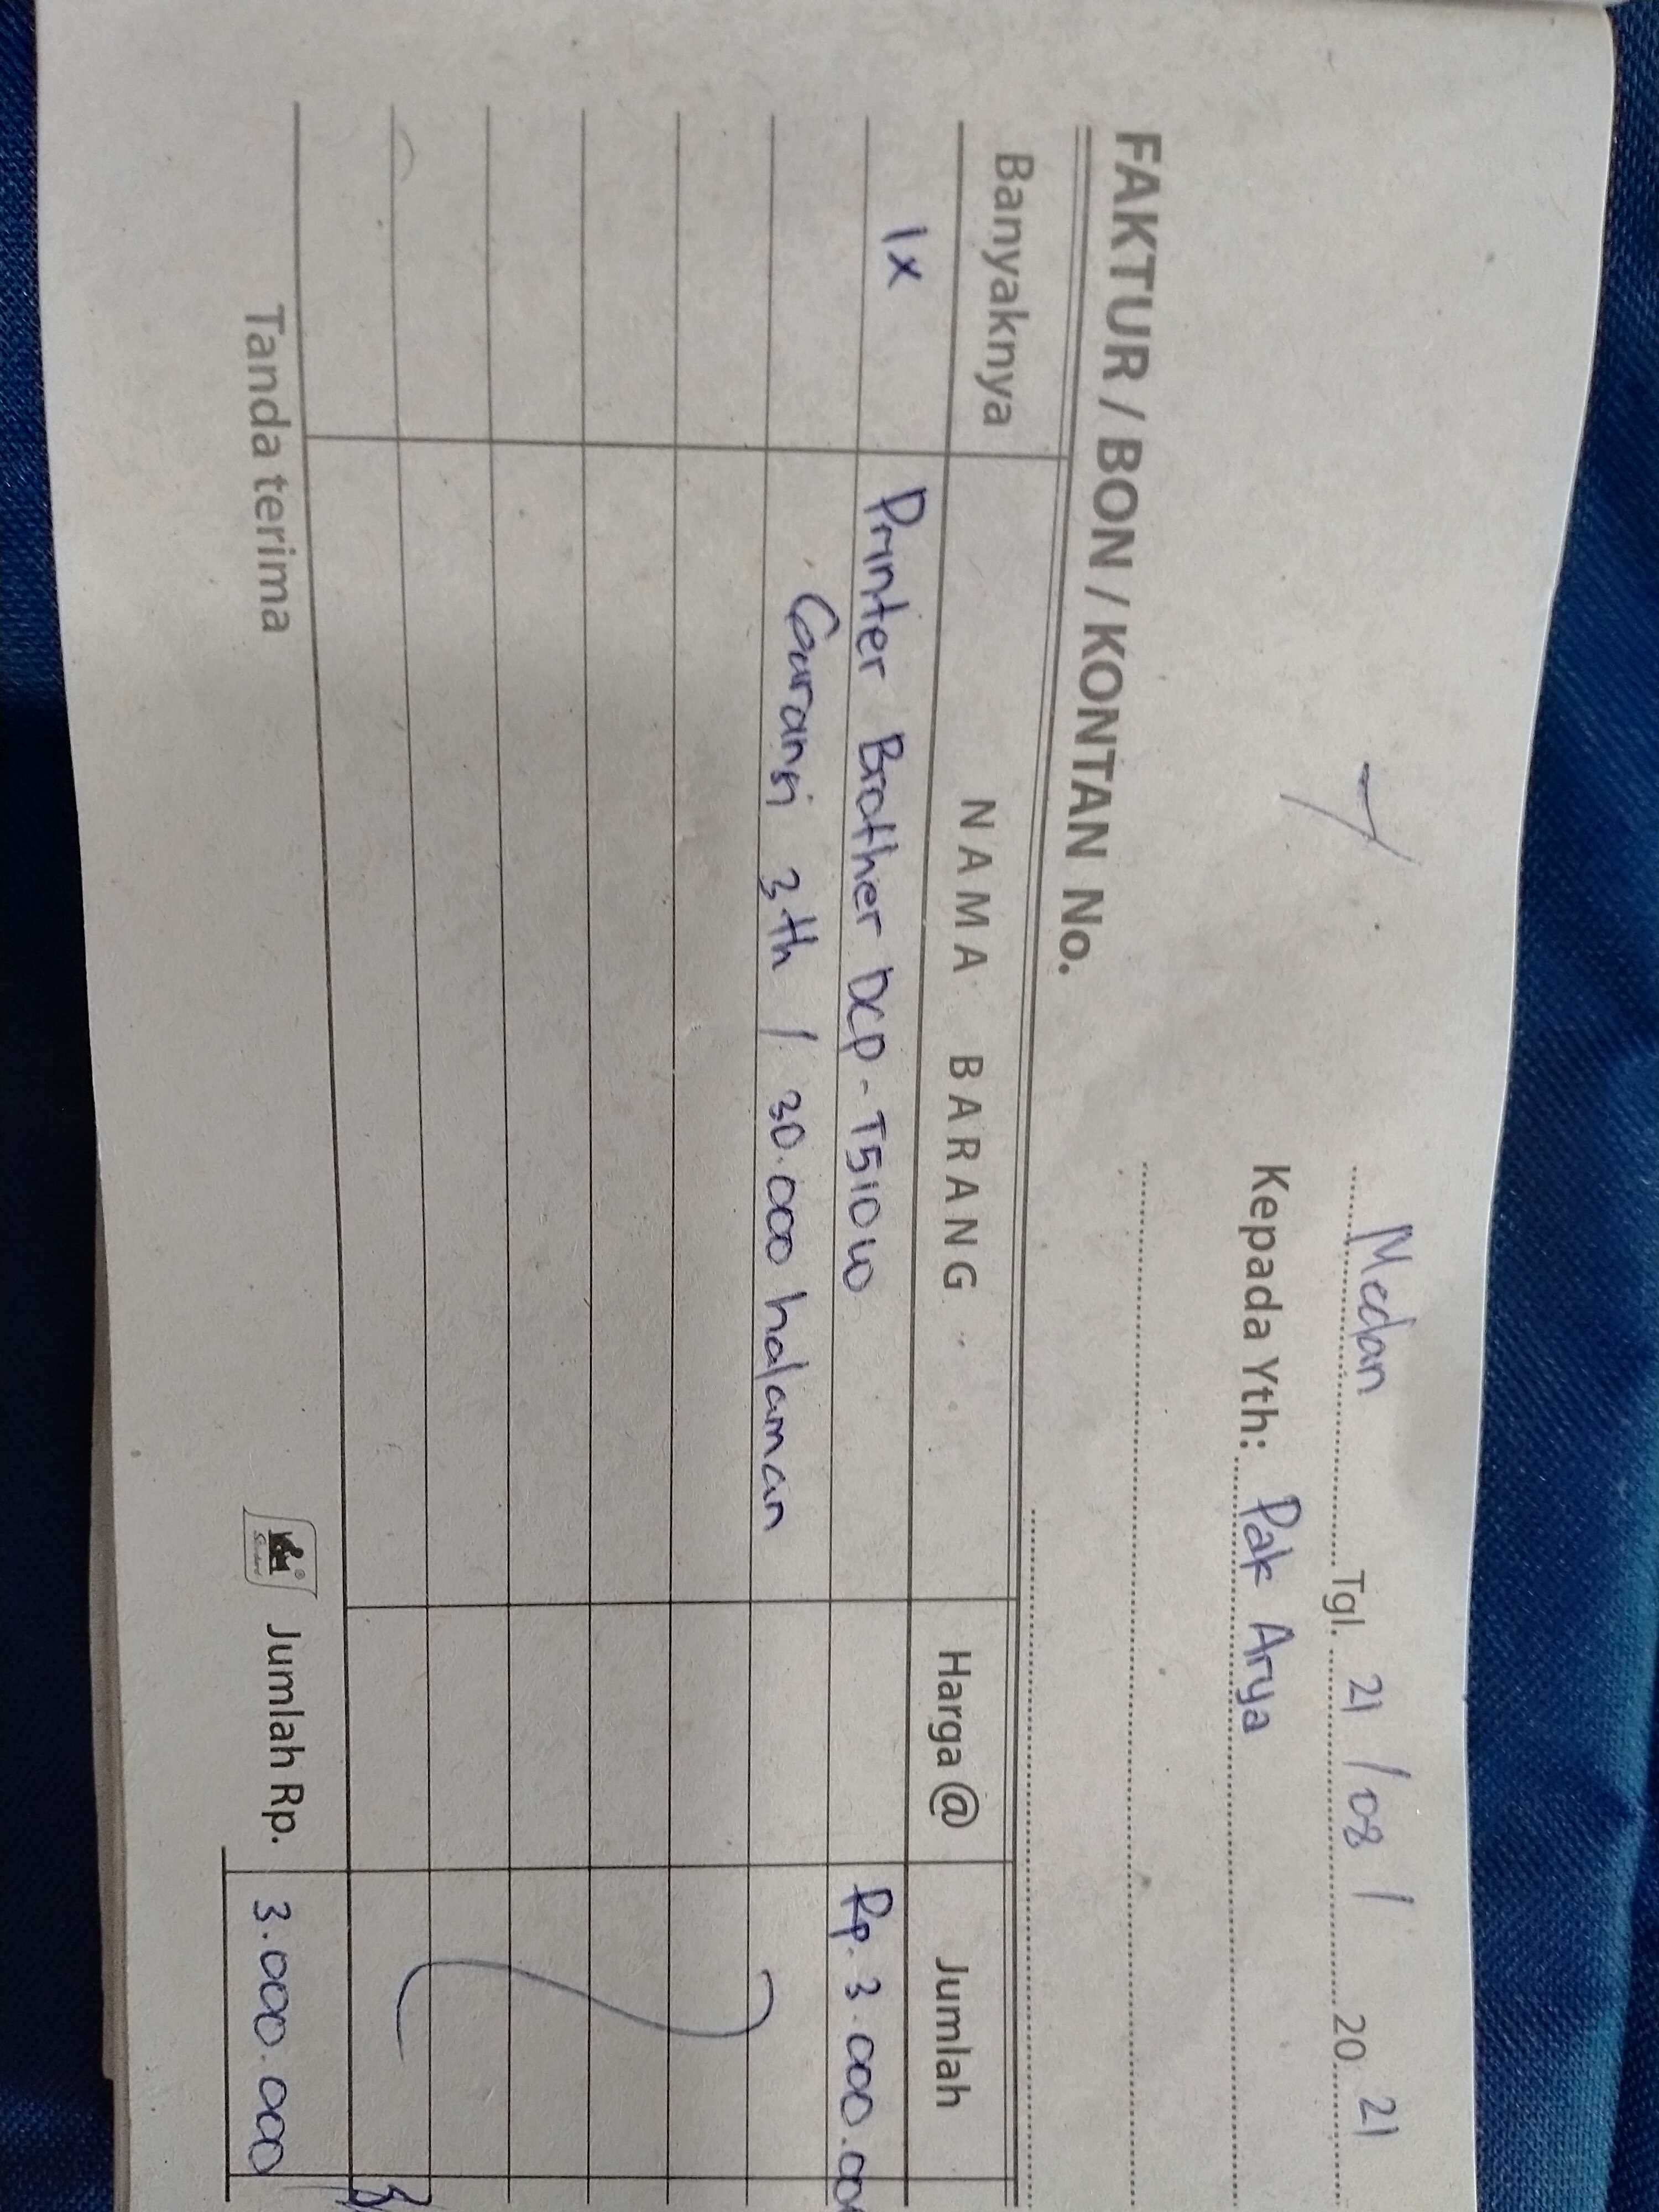 Medan Tgl. 21 / 08 / 20 21
Kepada Yth: Pak Arya
FAKTUR / BON / KONTAN No.
Banyaknya NAMA BARANG Harga @ Jumlah
1x Printer Brother DCP-T510W Rp. 3.000.000
Garansi 3th / 30.000 halaman
Tanda terima Jumlah Rp. 3.000.000